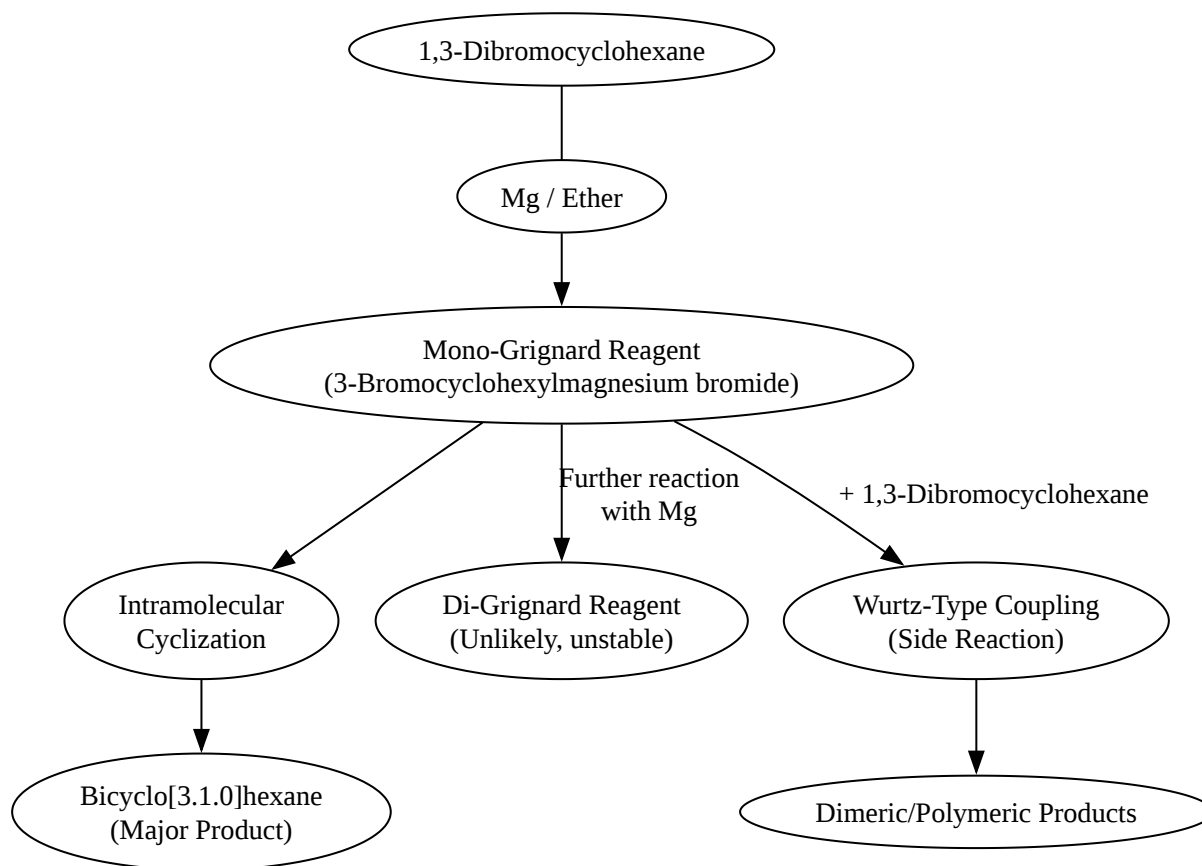 1,3-Dibromocyclohexane
Mg / Ether
Mono-Grignard Reagent
(3-Bromocyclohexylmagnesium bromide)
Further reaction
with Mg
+ 1,3-Dibromocyclohexane
Intramolecular
Cyclization
Di-Grignard Reagent
(Unlikely, unstable)
Wurtz-Type Coupling
(Side Reaction)
Bicyclo[3.1.0]hexane
(Major Product)
Dimeric/Polymeric Products